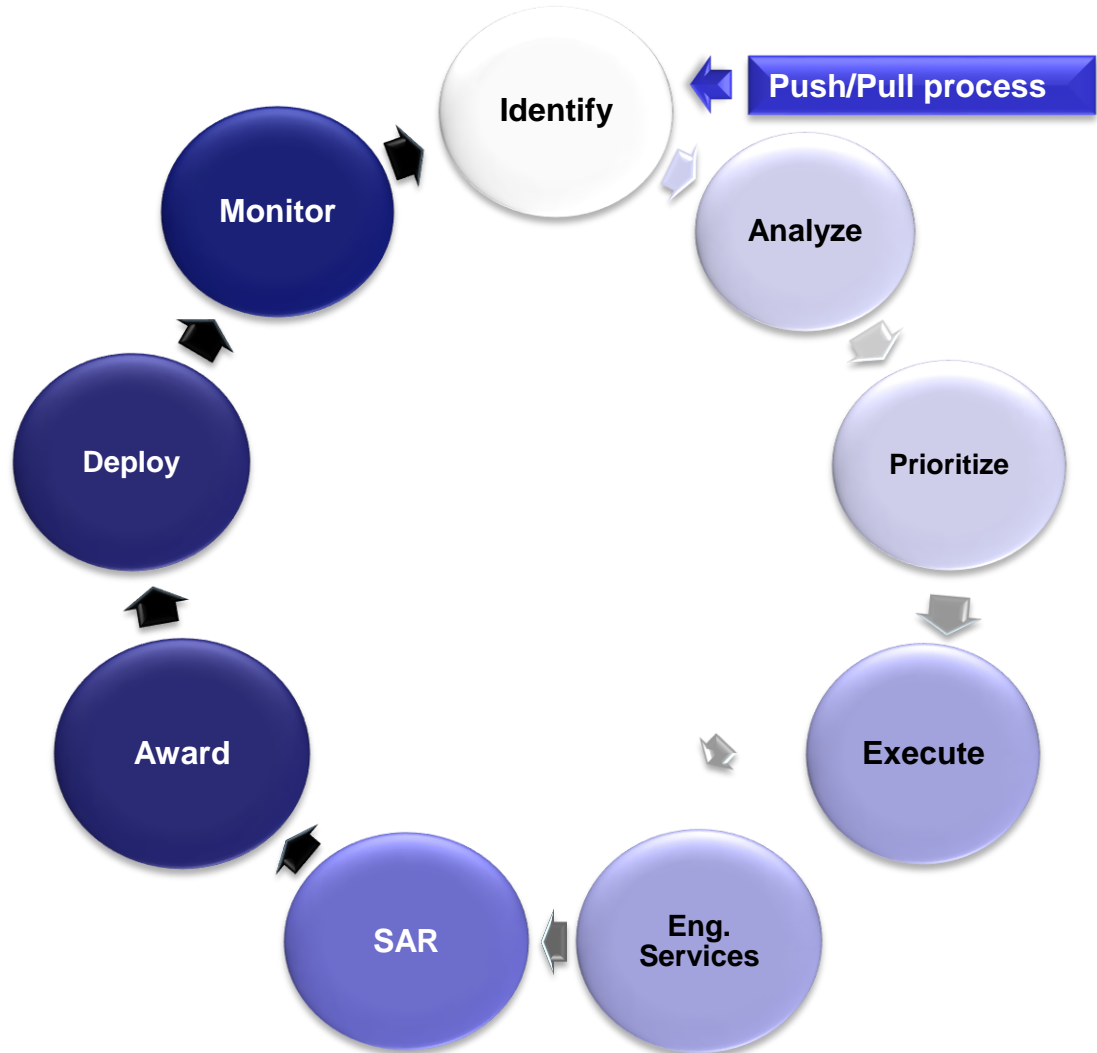 Identify
Push/Pull process
Analyze
Prioritize
Execute
Eng.
Services
SAR
Award
Deploy
Monitor